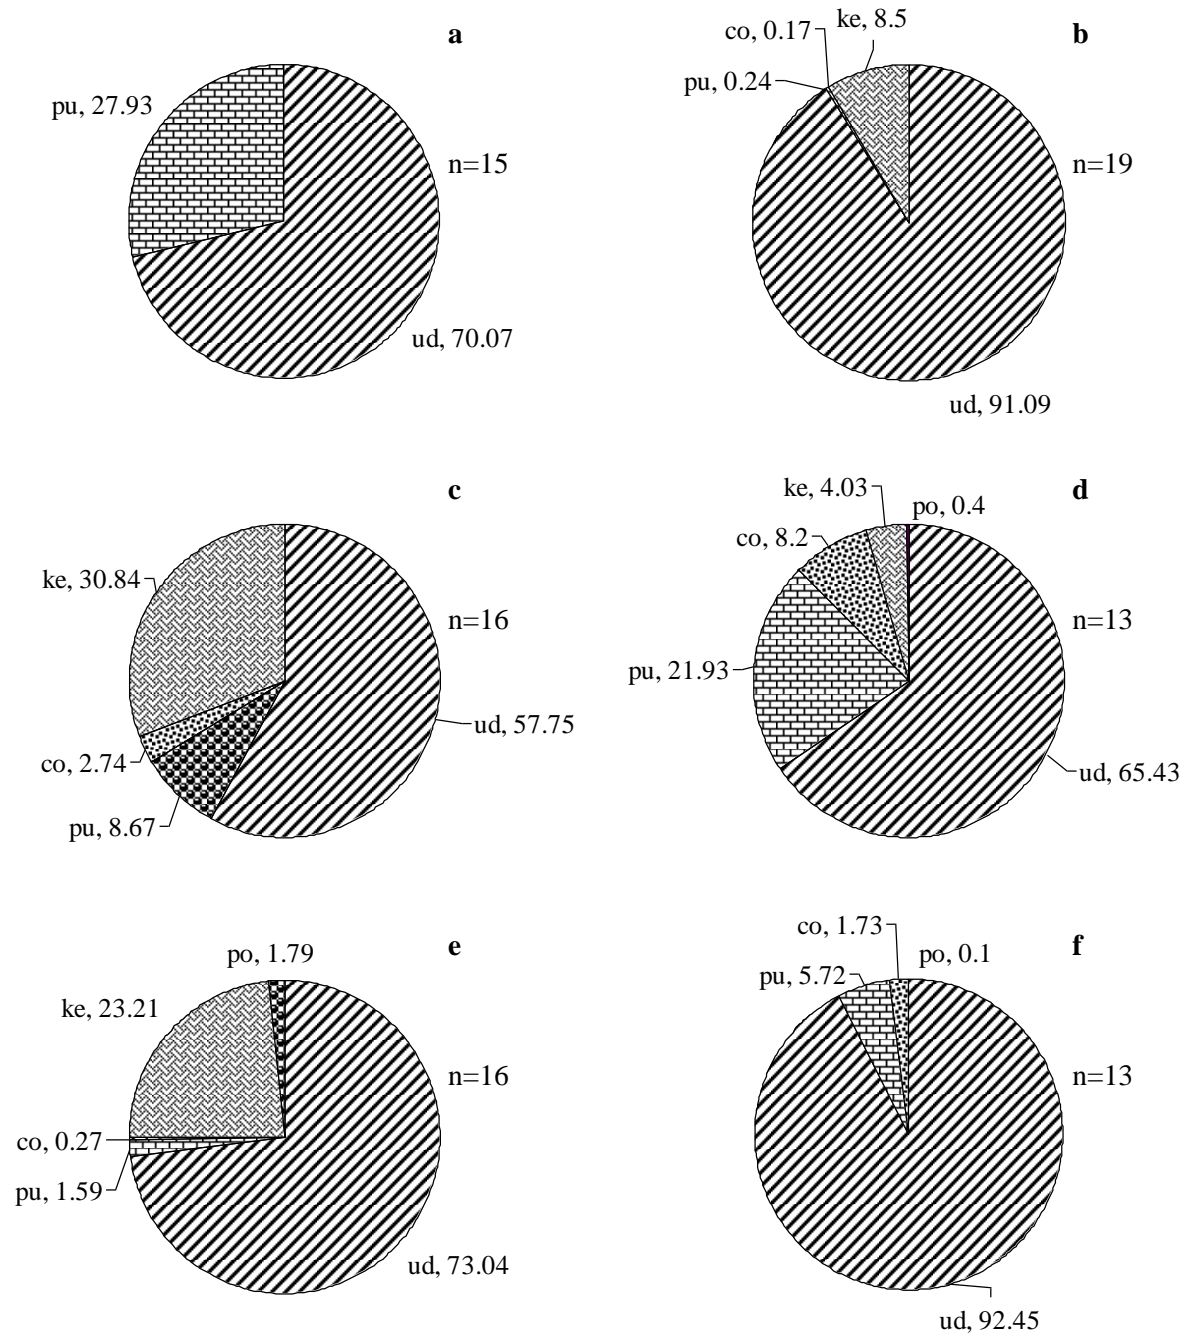 a
pu, 27.93
n=15
ud, 70.07
b
co, 0.17
ke, 8.5
pu, 0.24
n=19
ud, 91.09
c
ke, 30.84
n=16
ud, 57.75
co, 2.74
pu, 8.67
d
ke, 4.03
po, 0.4
co, 8.2
n=13
pu, 21.93
ud, 65.43
e
po, 1.79
ke, 23.21
n=16
co, 0.27
pu, 1.59
ud, 73.04
f
co, 1.73
po, 0.1
pu, 5.72
n=13
ud, 92.45